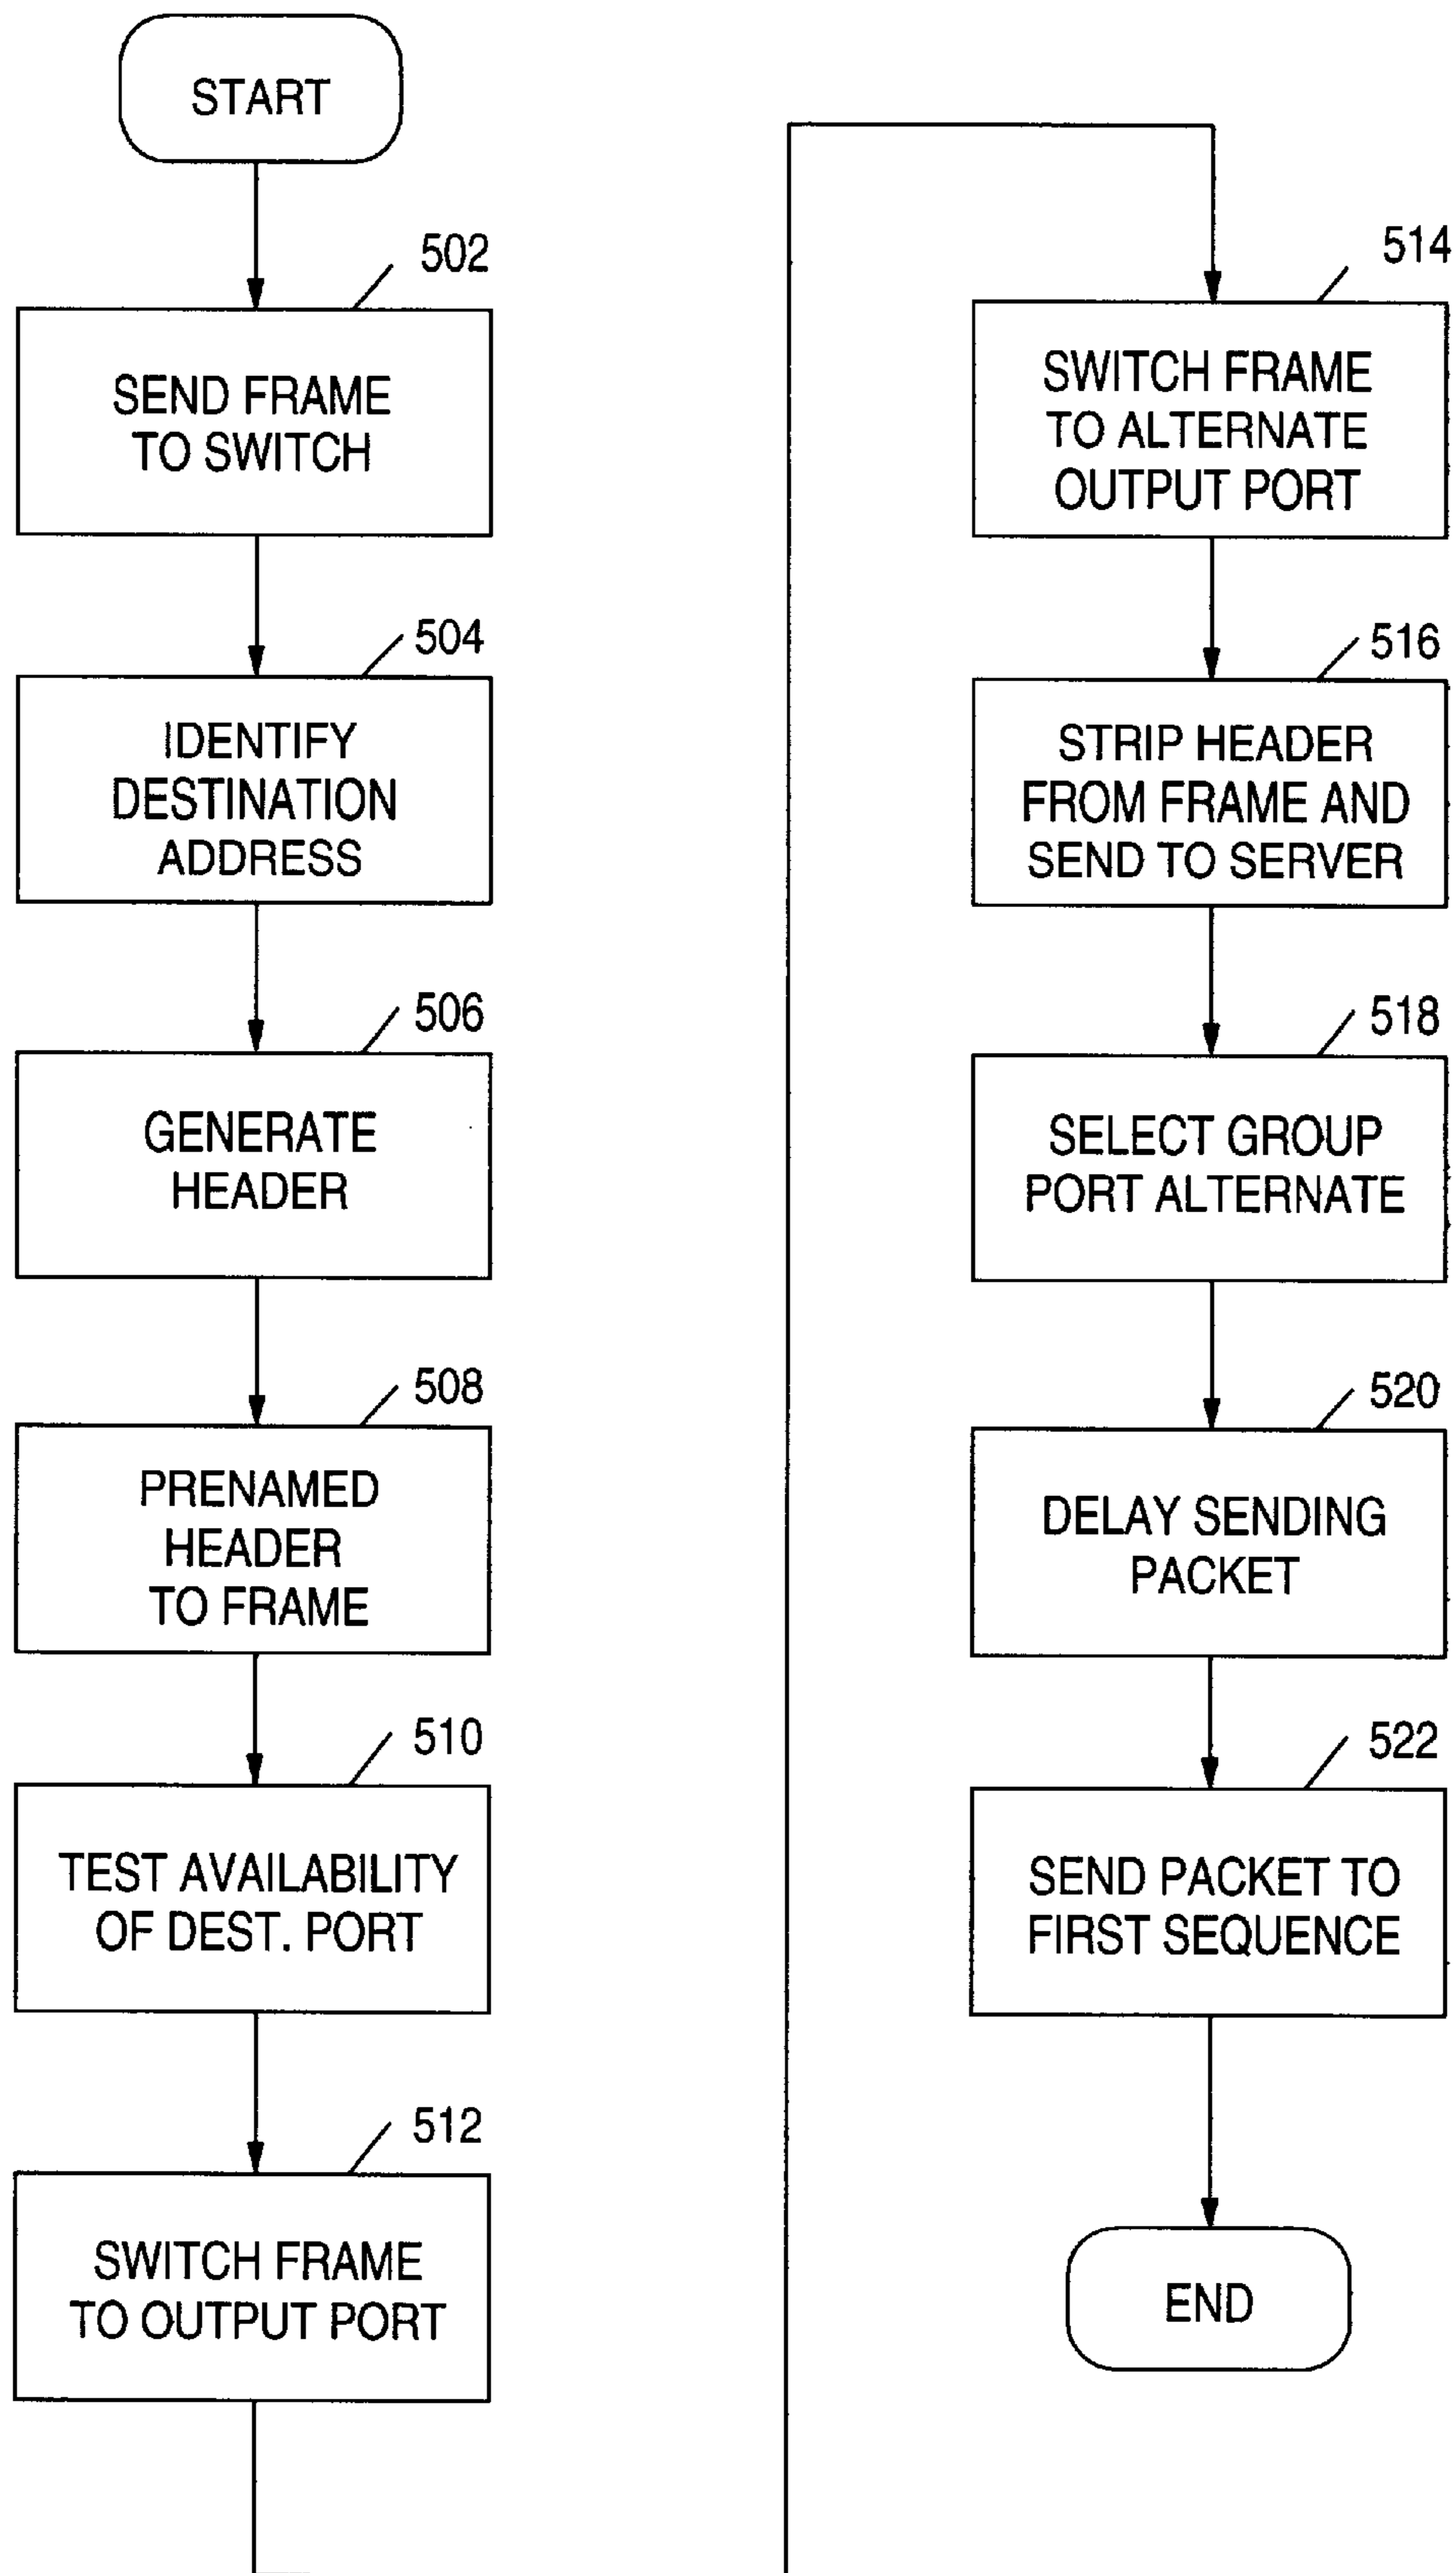 START
502
SEND FRAME
TO SWITCH
504
IDENTIFY
DESTINATION
ADDRESS
506
GENERATE
HEADER
508
PRENAMED
HEADER
TO FRAME
510
TEST AVAILABILITY
OF DEST. PORT
512
SWITCH FRAME
TO OUTPUT PORT
514
SWITCH FRAME
TO ALTERNATE
OUTPUT PORT
516
STRIP HEADER
FROM FRAME AND
SEND TO SERVER
518
SELECT GROUP
PORT ALTERNATE
520
DELAY SENDING
PACKET
522
SEND PACKET TO
FIRST SEQUENCE
END